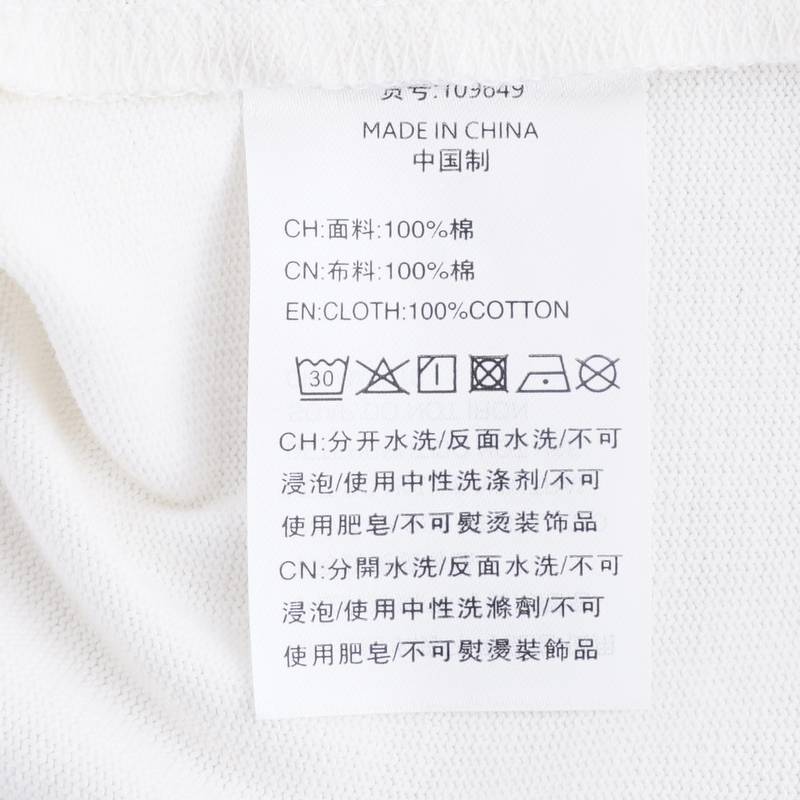 货号:109649
MADE IN CHINA
中国制
CH:面料:100%棉
CN:布料:100%棉
EN:CLOTH:100%COTTON
30
CH:分开水洗/反面水洗/不可
浸泡/使用中性洗涤剂/不可
使用肥皂/不可熨烫装饰品
CN:分開水洗/反面水洗/不可
浸泡/使用中性洗滌劑/不可
使用肥皂/不可熨燙裝飾品